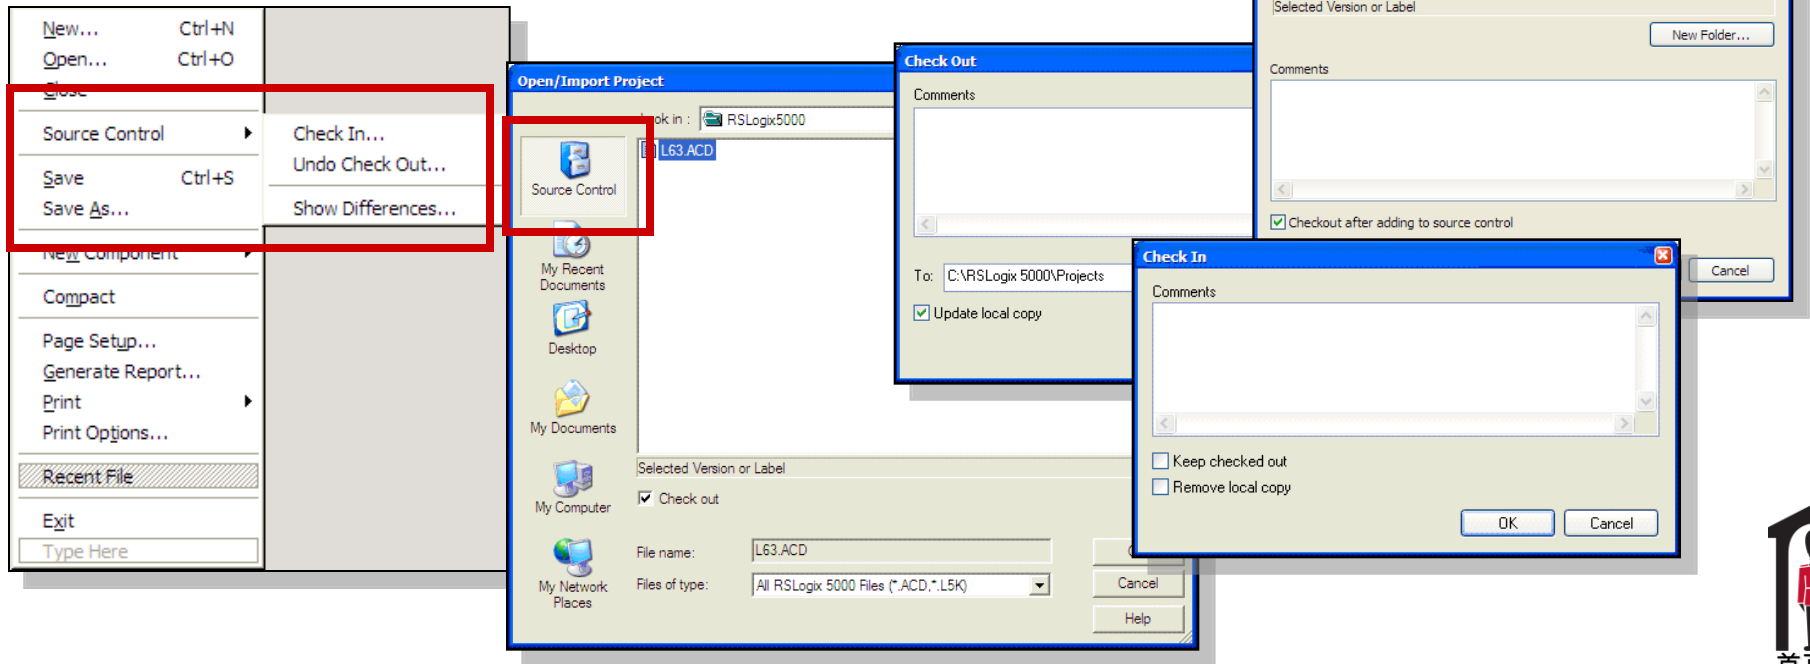 New... Ctrl+N
Open... Ctrl+O
Close
Source Control
Save Ctrl+S
Save As...
New Component
Compact
Page Setup...
Generate Report...
Print
Print Options...
Recent File
Exit
Type Here
Check In...
Undo Check Out...
Show Differences...
Open/Import Project
Look in : RSLogix5000
L63.ACD
Source Control
My Recent
Documents
Desktop
My Documents
My Computer
My Network
Places
Selected Version or Label
Check out
File name: L63.ACD
Files of type: All RSLogix 5000 Files (*.ACD,*.L5K)
Cancel
Help
Check Out
Comments
To: C:\RSLogix 5000\Projects
Update local copy
Selected Version or Label
New Folder...
Comments
Checkout after adding to source control
Cancel
Check In
Comments
Keep checked out
Remove local copy
OK Cancel